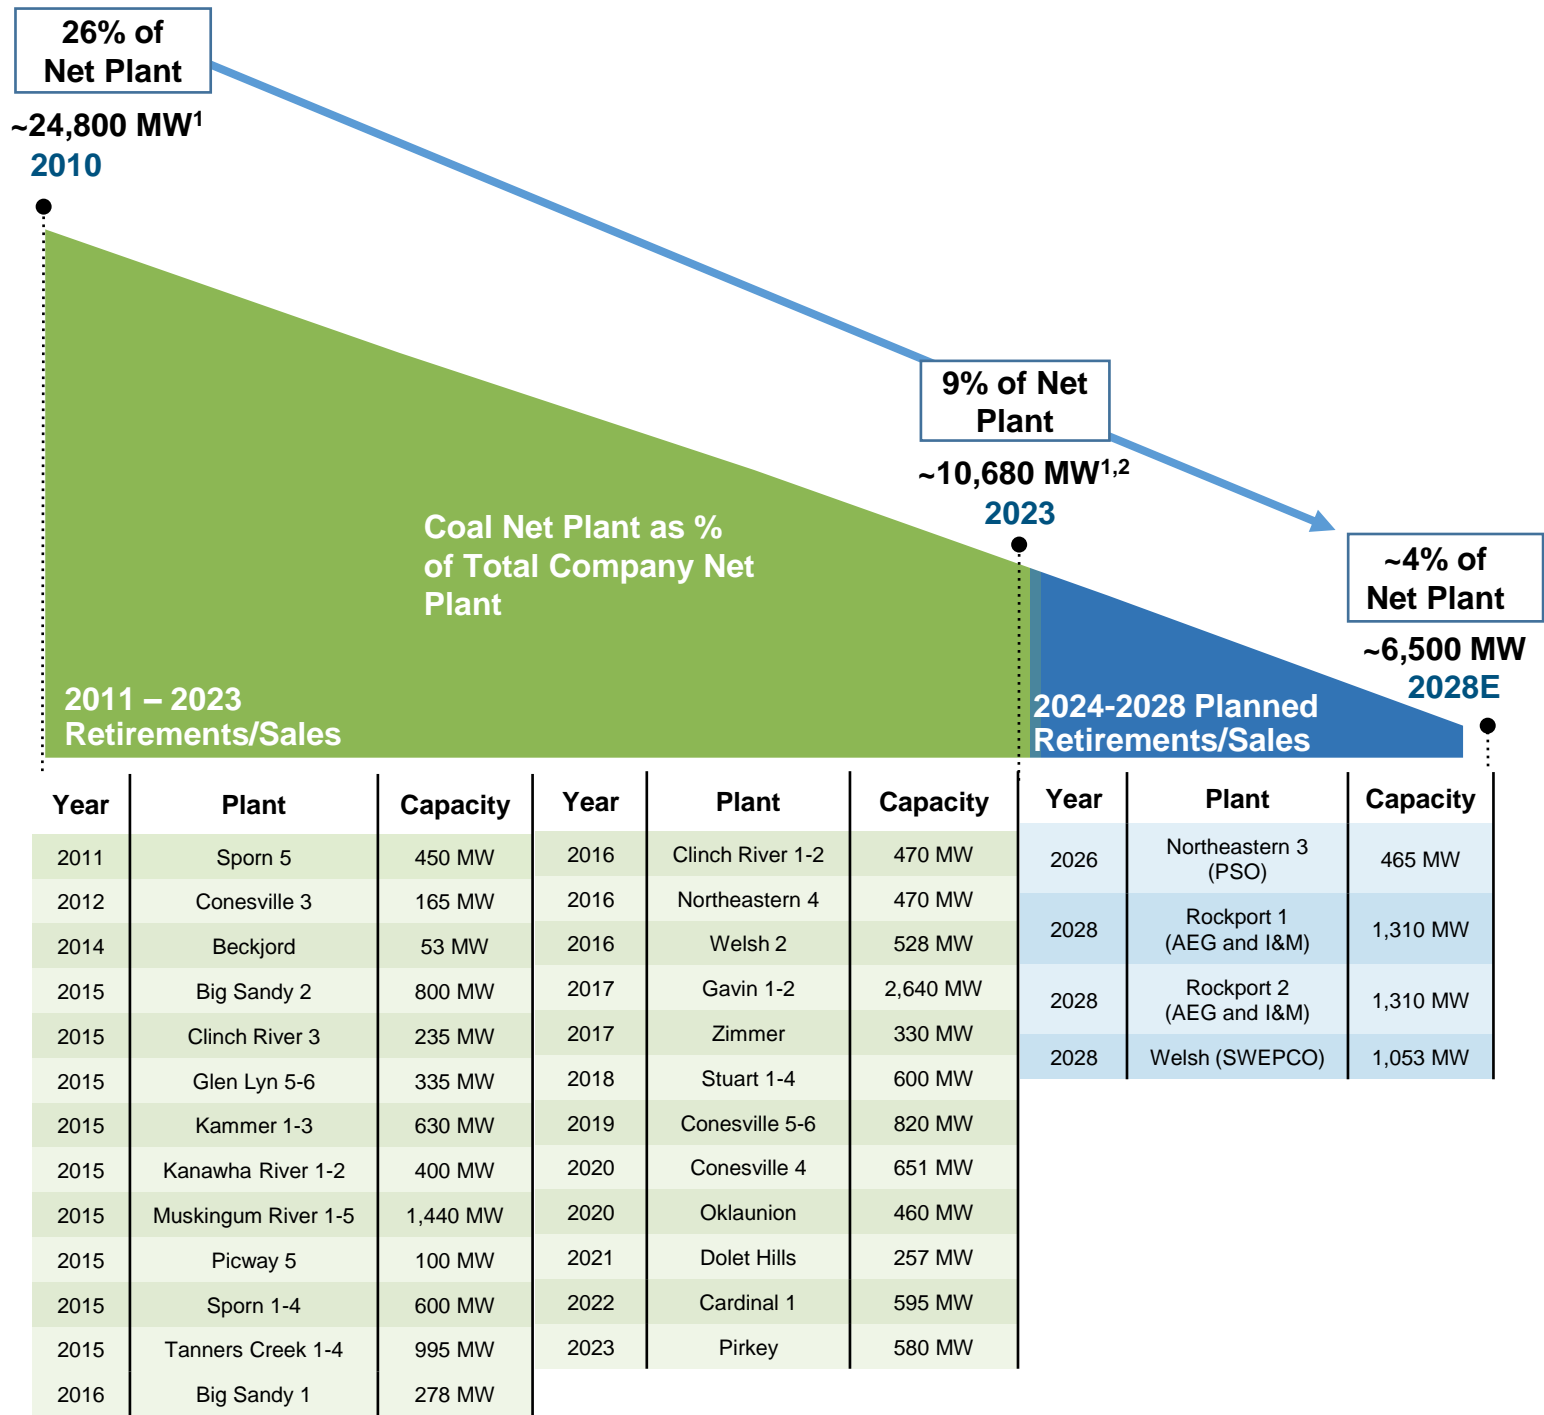 26% of
Net Plant
~24,800 MW1
2010
9% of Net
Plant
~10,680 MW1,2
2023
~4% of
Net Plant
~6,500 MW
2028E
Coal Net Plant as %
of Total Company Net
Plant
2011 – 2023
Retirements/Sales
2024-2028 Planned
Retirements/Sales
Year Plant Capacity
2011 Sporn 5 450 MW
2012 Conesville 3 165 MW
2014 Beckjord 53 MW
2015 Big Sandy 2 800 MW
2015 Clinch River 3 235 MW
2015 Glen Lyn 5-6 335 MW
2015 Kammer 1-3 630 MW
2015 Kanawha River 1-2 400 MW
2015 Muskingum River 1-5 1,440 MW
2015 Picway 5 100 MW
2015 Sporn 1-4 600 MW
2015 Tanners Creek 1-4 995 MW
2016 Big Sandy 1 278 MW
Year Plant Capacity
2016 Clinch River 1-2 470 MW
2016 Northeastern 4 470 MW
2016 Welsh 2 528 MW
2017 Gavin 1-2 2,640 MW
2017 Zimmer 330 MW
2018 Stuart 1-4 600 MW
2019 Conesville 5-6 820 MW
2020 Conesville 4 651 MW
2020 Oklaunion 460 MW
2021 Dolet Hills 257 MW
2022 Cardinal 1 595 MW
2023 Pirkey 580 MW
Year Plant Capacity
2026 Northeastern 3
(PSO) 465 MW
2028 Rockport 1
(AEG and I&M) 1,310 MW
2028 Rockport 2
(AEG and I&M) 1,310 MW
2028 Welsh (SWEPCO) 1,053 MW